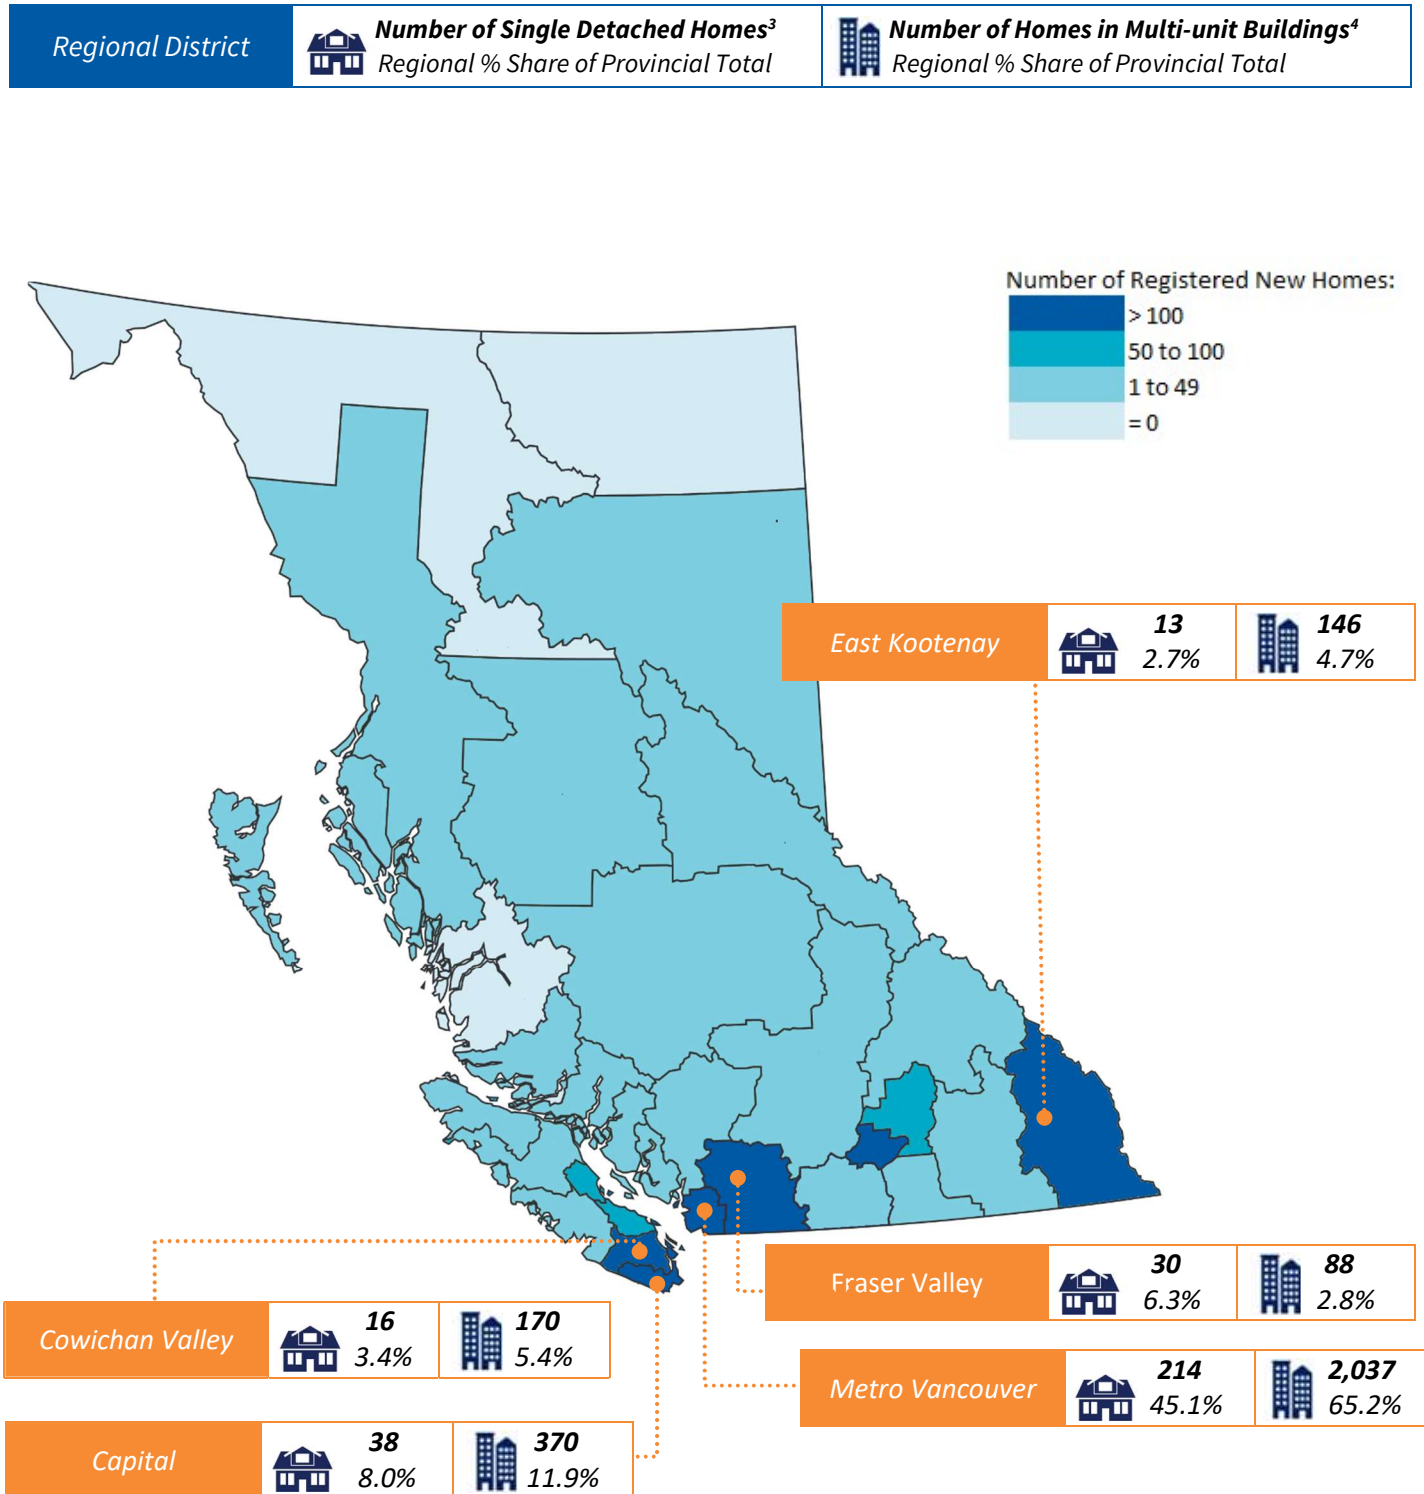 Regional District
Number of Single Detached Homes³
Regional % Share of Provincial Total
Number of Homes in Multi-unit Buildings⁴
Regional % Share of Provincial Total
Number of Registered New Homes:
> 100
50 to 100
1 to 49
= 0
East Kootenay
13
2.7%
146
4.7%
Fraser Valley
30
6.3%
88
2.8%
Cowichan Valley
16
3.4%
170
5.4%
Metro Vancouver
214
45.1%
2,037
65.2%
Capital
38
8.0%
370
11.9%